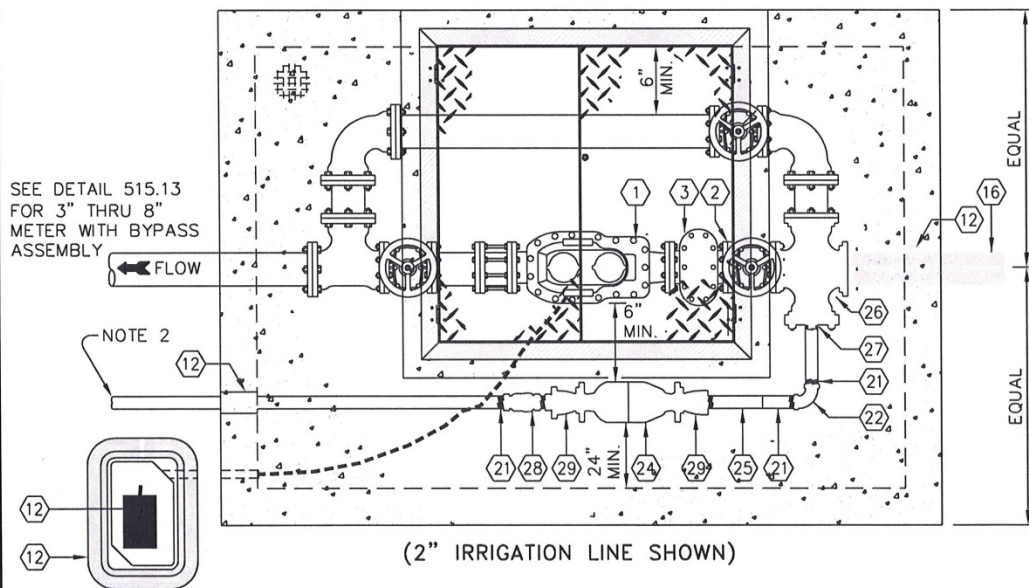 6"
MIN.
EQUAL
1
3
2
16
12
SEE DETAIL 515.13
FOR 3" THRU 8"
METER WITH BYPASS
ASSEMBLY
FLOW
6"
MIN.
26
27
NOTE 2
12
21
22
21
28
29
24" MIN.
24
29
25
21
EQUAL
12
12
(2" IRRIGATION LINE SHOWN)